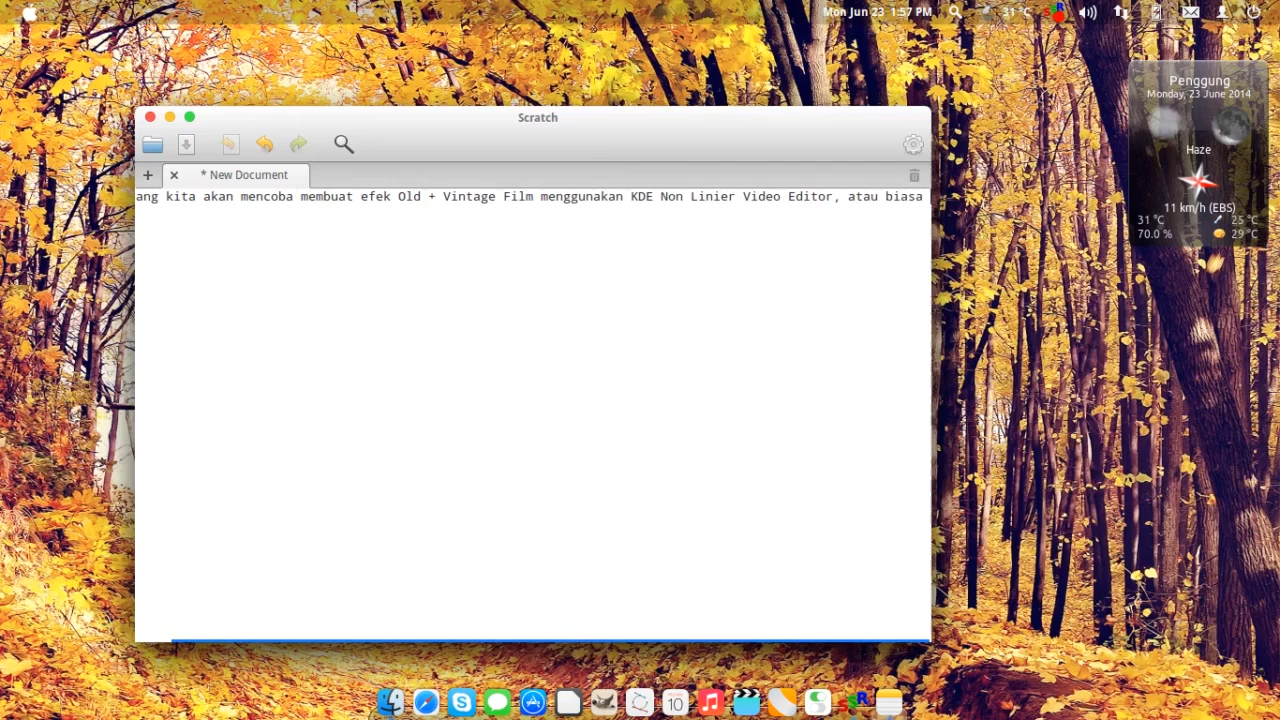 Mon Jun 23 1:57 PM
31 °C
Scratch
* New Document
ang kita akan mencoba membuat efek Old + Vintage Film menggunakan KDE Non Linier Video Editor, atau biasa
Penggung
Monday, 23 June 2014
Haze
11 km/h (EBS)
31 °C 25 °C
70.0 % 29 °C
10